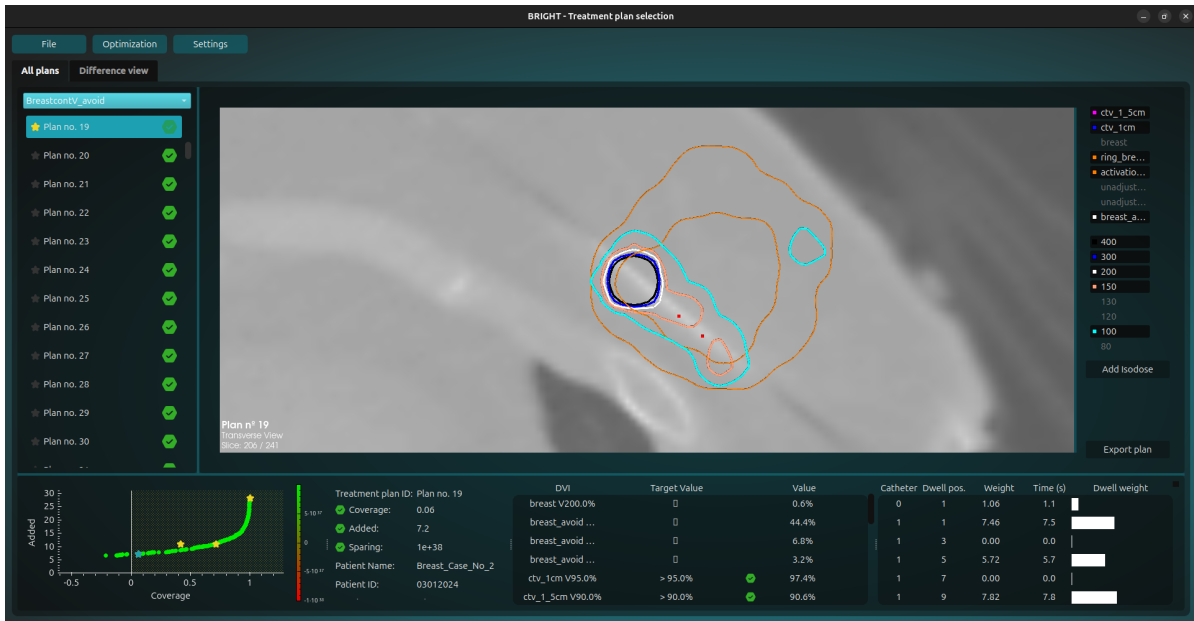 BRIGHT - Treatment plan selection
File Optimization Settings
All plans Difference view
BreastcontV_avoid
Plan no. 19
Plan no. 20
Plan no. 21
Plan no. 22
Plan no. 23
Plan no. 24
Plan no. 25
Plan no. 26
Plan no. 27
Plan no. 28
Plan no. 29
Plan no. 30
Plan nº 19
Transverse View
Slice: 206 / 241
ctv_1_5cm
ctv_1cm
breast
ring_bre...
activatio...
unadjust...
unadjust...
breast_a...
400
300
200
150
130
120
100
80
Add Isodose
Export plan
Added
30
25
20
15
10
5
0
-0.5 0 0.5 1
Coverage
0
Treatment plan ID: Plan no. 19
Coverage: 0.06
Added: 7.2
Sparing: 1e+38
Patient Name: Breast_Case_No_2
Patient ID: 03012024
DVI Target Value Value
breast V200.0% 0.6%
breast_avoid ... 44.4%
breast_avoid ... 6.8%
breast_avoid ... 3.2%
ctv_1cm V95.0% > 95.0% 97.4%
ctv_1_5cm V90.0% > 90.0% 90.6%
Catheter Dwell pos. Weight Time (s) Dwell weight
0 1 1.06 1.1
1 1 7.46 7.5
1 3 0.00 0.0
1 5 5.72 5.7
1 7 0.00 0.0
1 9 7.82 7.8